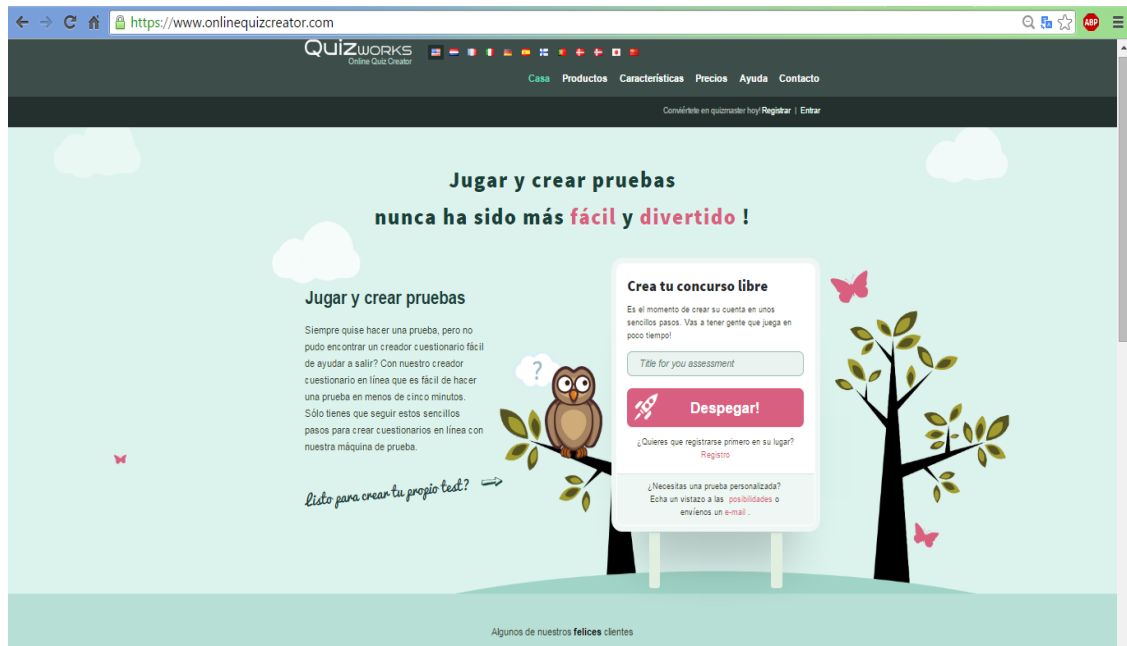 https://www.onlinequizcreator.com
ABP
QUIZWORKS
Online Quiz Creator
Casa Productos Características Precios Ayuda Contacto
Conviértete en quizmaster hoy! Registrar | Entrar
Jugar y crear pruebas
nunca ha sido más fácil y divertido !
Jugar y crear pruebas
Siempre quise hacer una prueba, pero no
pudo encontrar un creador cuestionario fácil
de ayudar a salir? Con nuestro creador
cuestionario en línea que es fácil de hacer
una prueba en menos de cinco minutos.
Sólo tienes que seguir estos sencillos
pasos para crear cuestionarios en línea con
nuestra máquina de prueba.
Listo para crear tu propio test?
?
Crea tu concurso libre
Es el momento de crear su cuenta en unos
sencillos pasos. Vas a tener gente que juega en
poco tiempo!
Title for you assessment
Despegar!
¿Quieres que registrarse primero en su lugar?
Registro
¿Necesitas una prueba personalizada?
Echa un vistazo a las posibilidades o
envíenos un e-mail .
Algunos de nuestros felices clientes